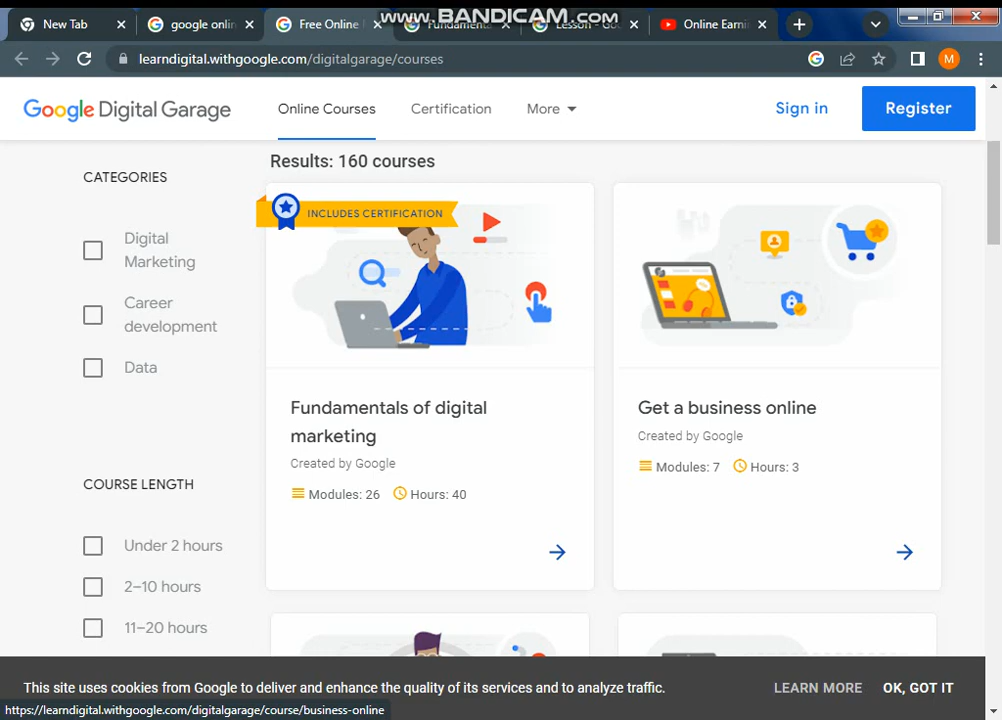 www.BANDICAM.com
New Tab
google onlin
Free Online
Fundament
Lesson - Go
Online Earni
learndigital.withgoogle.com/digitalgarage/courses
M
Google Digital Garage
Online Courses
Certification
More
Sign in
Register
Results: 160 courses
CATEGORIES
Digital
Marketing
Career
development
Data
COURSE LENGTH
Under 2 hours
2–10 hours
11–20 hours
INCLUDES CERTIFICATION
Fundamentals of digital
marketing
Created by Google
Modules: 26 Hours: 40
Get a business online
Created by Google
Modules: 7 Hours: 3
This site uses cookies from Google to deliver and enhance the quality of its services and to analyze traffic.
LEARN MORE
OK, GOT IT
https://learndigital.withgoogle.com/digitalgarage/course/business-online